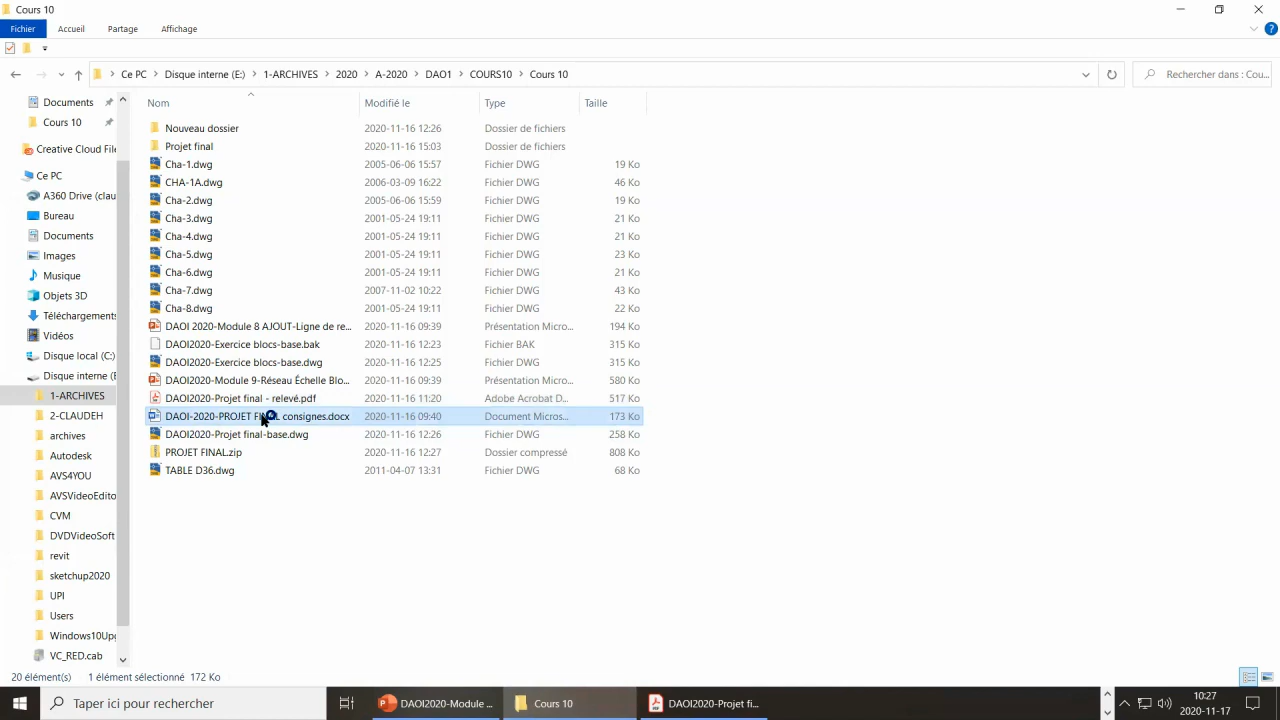 Cours 10
Fichier Accueil Partage Affichage
Ce PC Disque interne (E:) 1-ARCHIVES 2020 A-2020 DAO1 COURS10 Cours 10 Rechercher dans : Cou...
Nom Modifié le Type Taille
Documents
Cours 10
Creative Cloud File
Ce PC
A360 Drive (clau
Bureau
Documents
Images
Musique
Objets 3D
Téléchargements
Vidéos
Disque local (C:)
Disque interne (E
1-ARCHIVES
2-CLAUDEH
archives
Autodesk
AVS4YOU
AVSVideoEdito
CVM
DVDVideoSoft
revit
sketchup2020
UPI
Users
Windows10Upg
VC_RED.cab
Nouveau dossier 2020-11-16 12:26 Dossier de fichiers
Projet final 2020-11-16 15:03 Dossier de fichiers
Cha-1.dwg 2005-06-06 15:57 Fichier DWG 19 Ko
CHA-1A.dwg 2006-03-09 16:22 Fichier DWG 46 Ko
Cha-2.dwg 2005-06-06 15:59 Fichier DWG 19 Ko
Cha-3.dwg 2001-05-24 19:11 Fichier DWG 21 Ko
Cha-4.dwg 2001-05-24 19:11 Fichier DWG 21 Ko
Cha-5.dwg 2001-05-24 19:11 Fichier DWG 23 Ko
Cha-6.dwg 2001-05-24 19:11 Fichier DWG 21 Ko
Cha-7.dwg 2007-11-02 10:22 Fichier DWG 43 Ko
Cha-8.dwg 2001-05-24 19:11 Fichier DWG 22 Ko
DAOI 2020-Module 8 AJOUT-Ligne de re... 2020-11-16 09:39 Présentation Micro... 194 Ko
DAOI2020-Exercice blocs-base.bak 2020-11-16 12:23 Fichier BAK 315 Ko
DAOI2020-Exercice blocs-base.dwg 2020-11-16 12:25 Fichier DWG 315 Ko
DAOI2020-Module 9-Réseau Échelle Blo... 2020-11-16 09:39 Présentation Micro... 580 Ko
DAOI2020-Projet final - relevé.pdf 2020-11-16 11:20 Adobe Acrobat D... 517 Ko
DAOI-2020-PROJET consignes.docx 2020-11-16 09:40 Document Micros... 173 Ko
DAOI2020-Projet final-base.dwg 2020-11-16 12:26 Fichier DWG 258 Ko
PROJET FINAL.zip 2020-11-16 12:27 Dossier compressé 808 Ko
TABLE D36.dwg 2011-04-07 13:31 Fichier DWG 68 Ko
20 élément(s) 1 élément sélectionné 172 Ko
Taper ici pour rechercher DAOI2020-Module ... Cours 10 DAOI2020-Projet fi... 10:27
2020-11-17